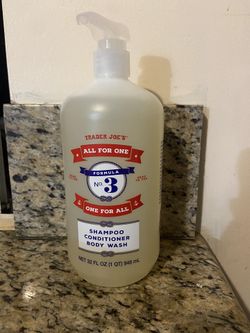 TRADER JOE'S
ALL FOR ONE
FORMULA
No 3
ONE FOR ALL
SHAMPOO
CONDITIONER
BODY WASH
NET 32 FL OZ (1 QT) 946 mL